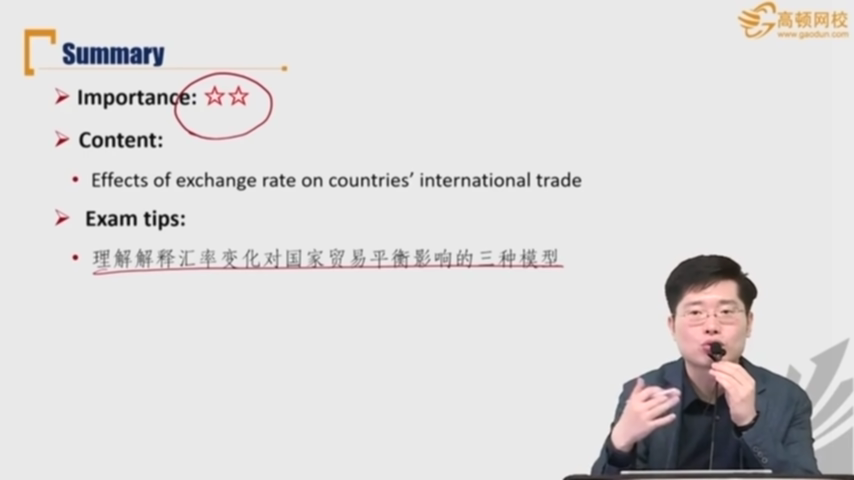 高顿网校
www.gaodun.com
Summary
Importance: ☆☆
Content:
Effects of exchange rate on countries' international trade
Exam tips:
理解解释汇率变化对国家贸易平衡影响的三种模型